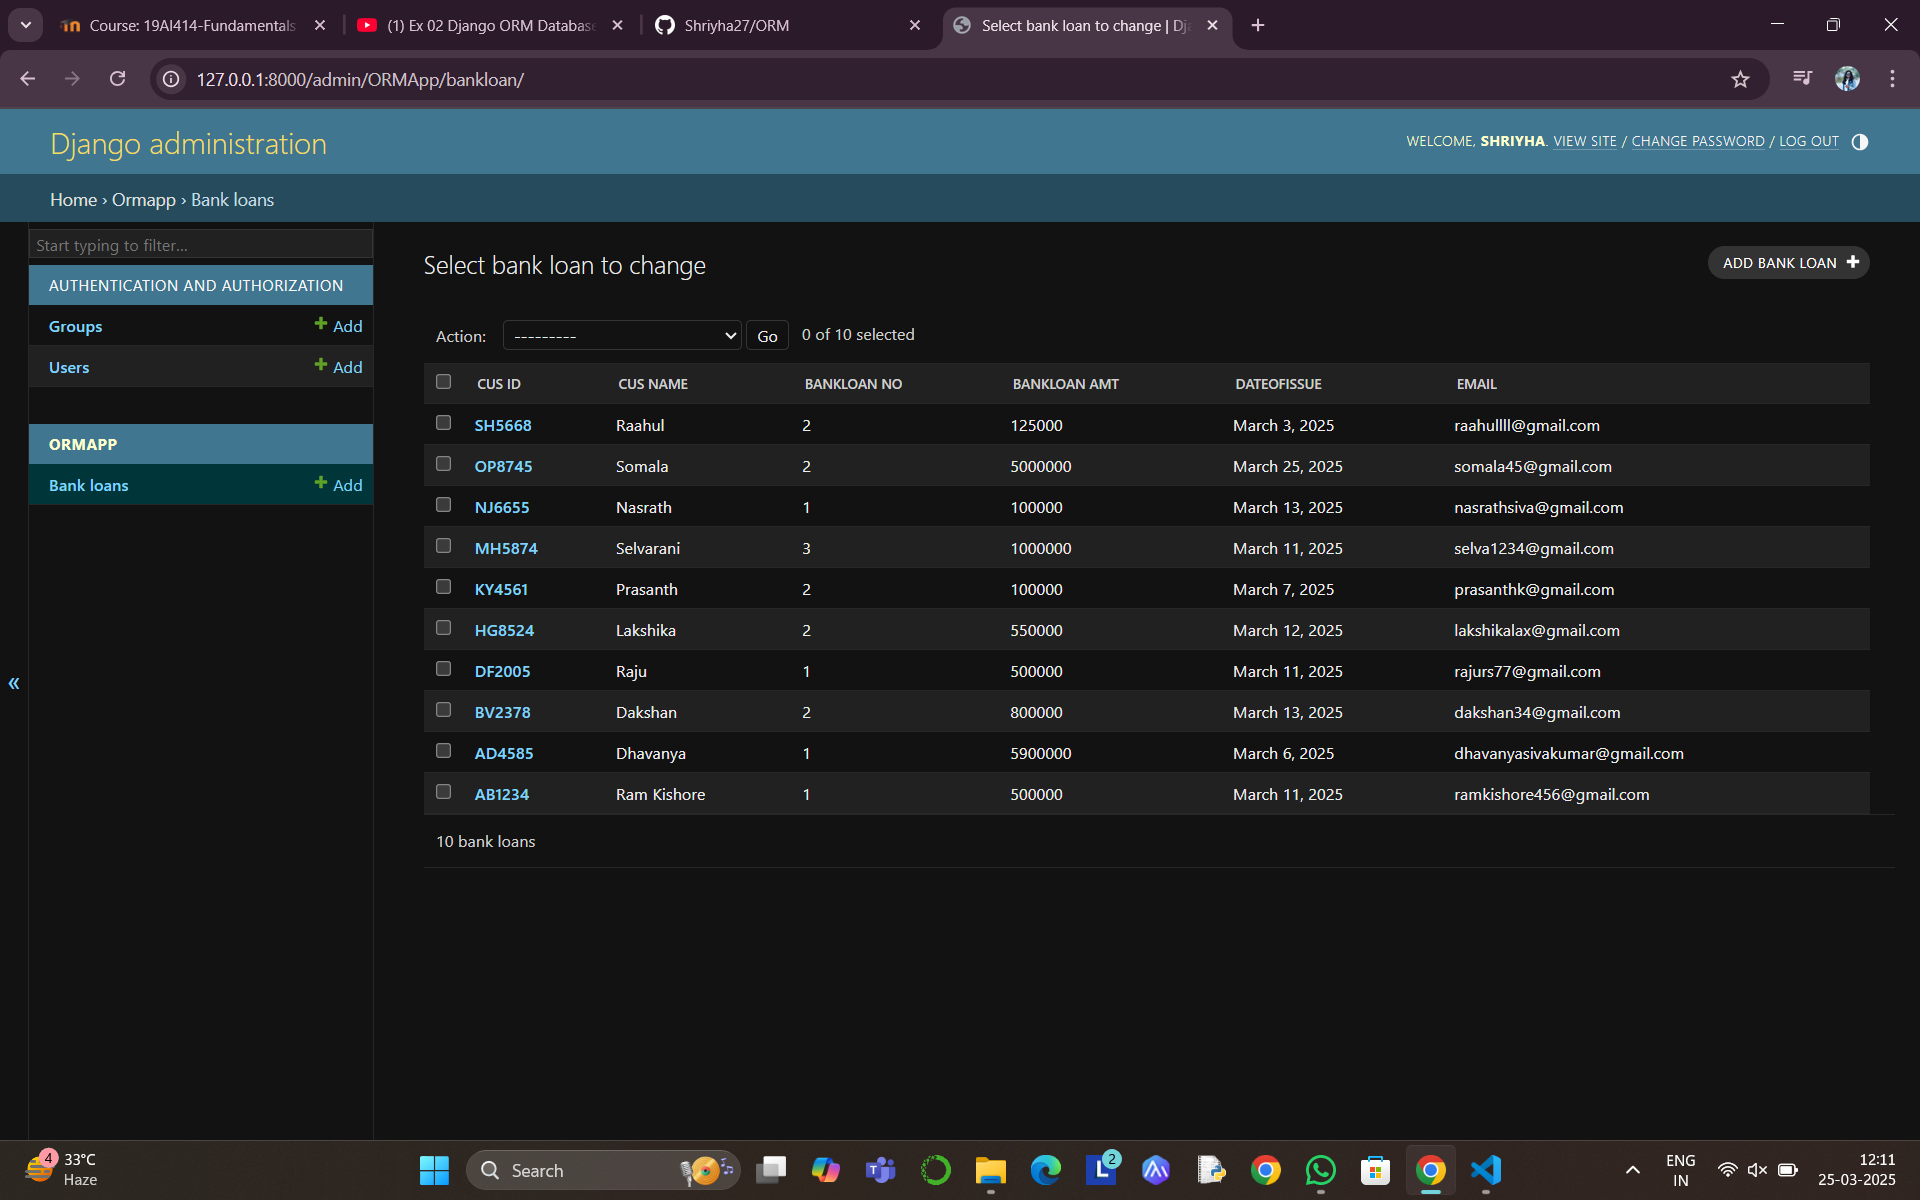 Course: 19AI414-Fundamentals
(1) Ex 02 Django ORM Database
Shriyha27/ORM
Select bank loan to change | Dj
127.0.0.1:8000/admin/ORMApp/bankloan/
Django administration
WELCOME, SHRIYHA. VIEW SITE / CHANGE PASSWORD / LOG OUT
Home › Ormapp › Bank loans
Start typing to filter...
AUTHENTICATION AND AUTHORIZATION
Groups + Add
Users + Add
ORMAPP
Bank loans + Add
«
Select bank loan to change
ADD BANK LOAN +
Action: --------- Go 0 of 10 selected
CUS ID CUS NAME BANKLOAN NO BANKLOAN AMT DATEOFISSUE EMAIL
SH5668 Raahul 2 125000 March 3, 2025 raahullll@gmail.com
OP8745 Somala 2 5000000 March 25, 2025 somala45@gmail.com
NJ6655 Nasrath 1 100000 March 13, 2025 nasrathsiva@gmail.com
MH5874 Selvarani 3 1000000 March 11, 2025 selva1234@gmail.com
KY4561 Prasanth 2 100000 March 7, 2025 prasanthk@gmail.com
HG8524 Lakshika 2 550000 March 12, 2025 lakshikalax@gmail.com
DF2005 Raju 1 500000 March 11, 2025 rajurs77@gmail.com
BV2378 Dakshan 2 800000 March 13, 2025 dakshan34@gmail.com
AD4585 Dhavanya 1 5900000 March 6, 2025 dhavanyasivakumar@gmail.com
AB1234 Ram Kishore 1 500000 March 11, 2025 ramkishore456@gmail.com
10 bank loans
4
33°C
Haze
Search
L
2
ENG
IN
12:11
25-03-2025